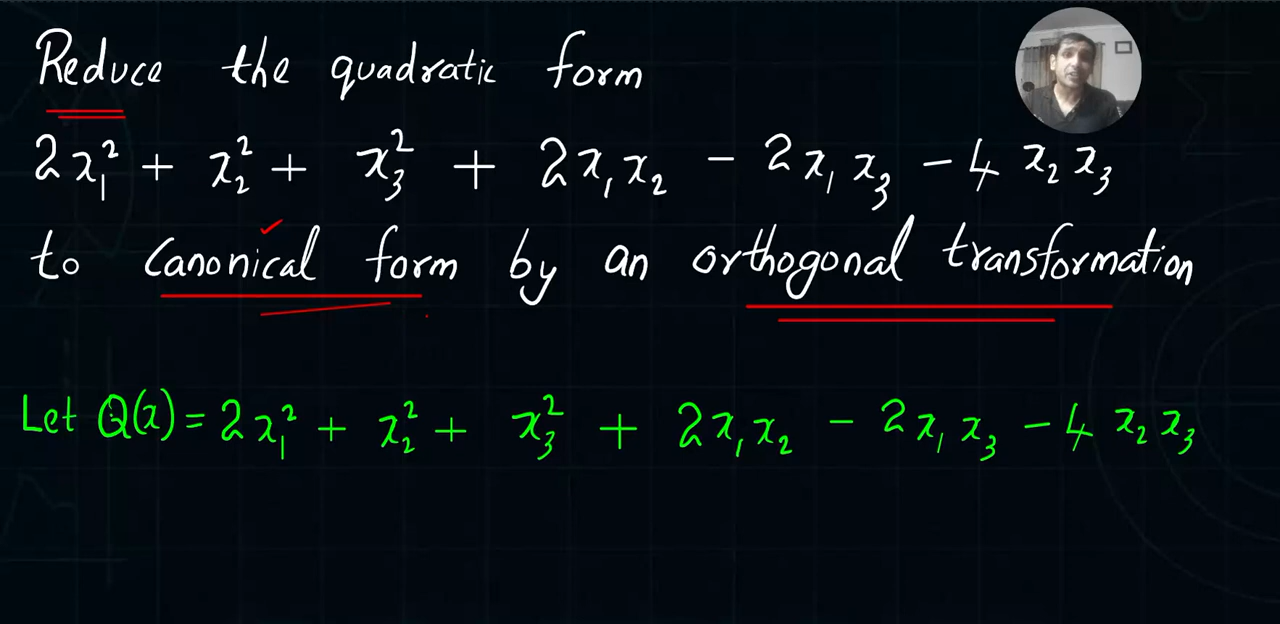 Reduce the quadratic form
2x₁² + x₂² + x₃² + 2x₁x₂ - 2x₁x₃ - 4x₂x₃
to canonical form by an orthogonal transformation
Let Q(x) = 2x₁² + x₂² + x₃² + 2x₁x₂ - 2x₁x₃ - 4x₂x₃